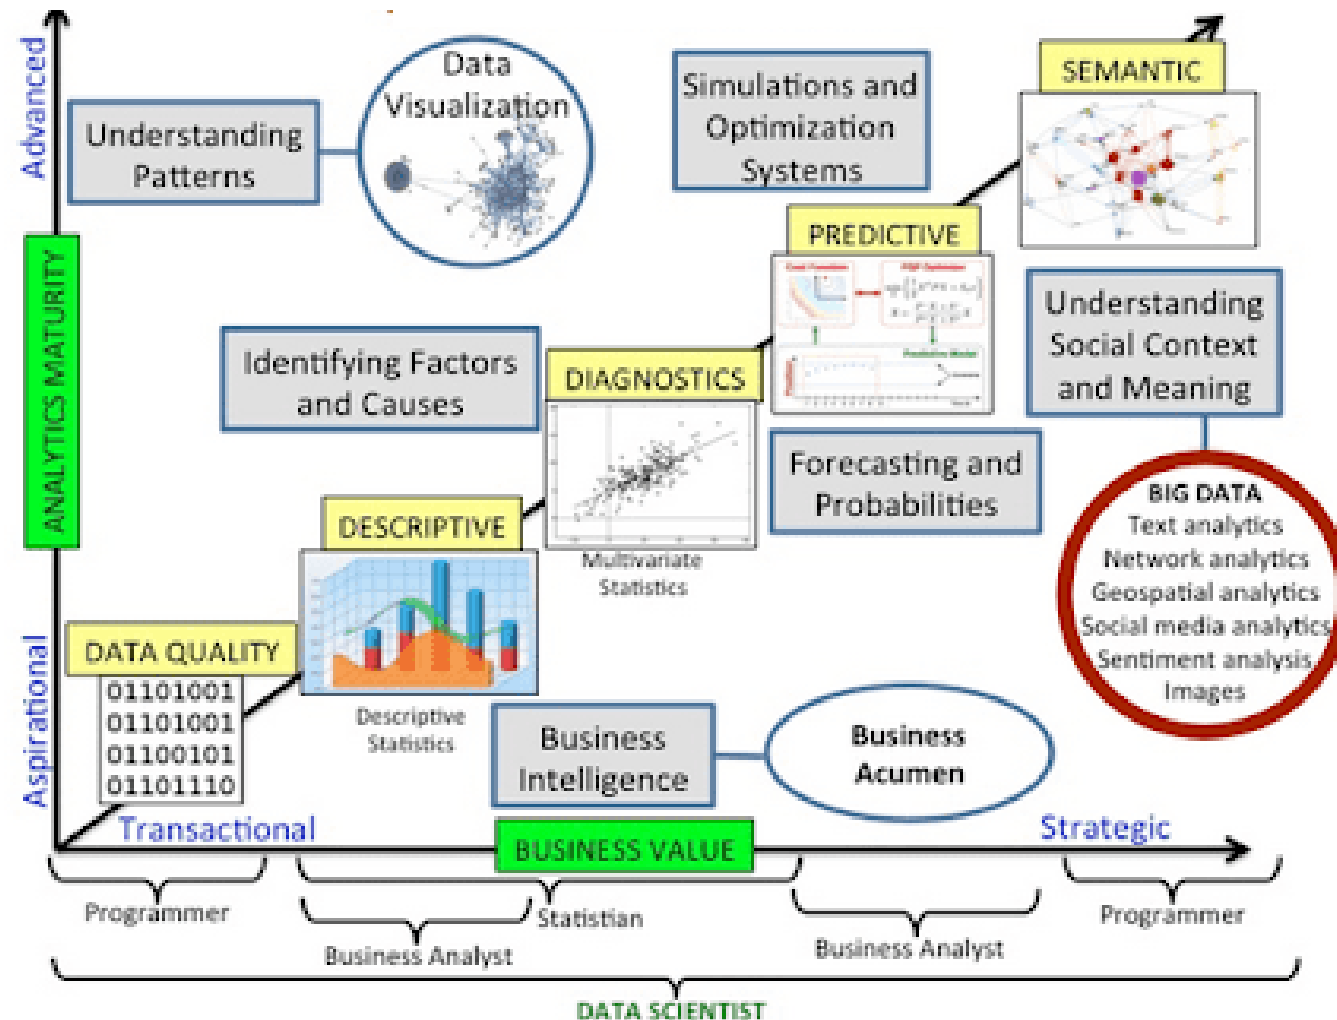 Advanced
ANALYTICS MATURITY
Aspirational
Understanding
Patterns
Data
Visualization
Simulations and
Optimization
Systems
SEMANTIC
PREDICTIVE
Understanding
Social Context
and Meaning
Identifying Factors
and Causes
DIAGNOSTICS
Multivariate
Statistics
Forecasting and
Probabilities
BIG DATA
Text analytics
Network analytics
Geospatial analytics
Social media analytics
Sentiment analysis
Images
DESCRIPTIVE
Descriptive
Statistics
DATA QUALITY
01101001
01101001
01100101
01101110
Business
Intelligence
Business
Acumen
Transactional
BUSINESS VALUE
Strategic
Programmer
Business Analyst
Statistian
Business Analyst
Programmer
DATA SCIENTIST